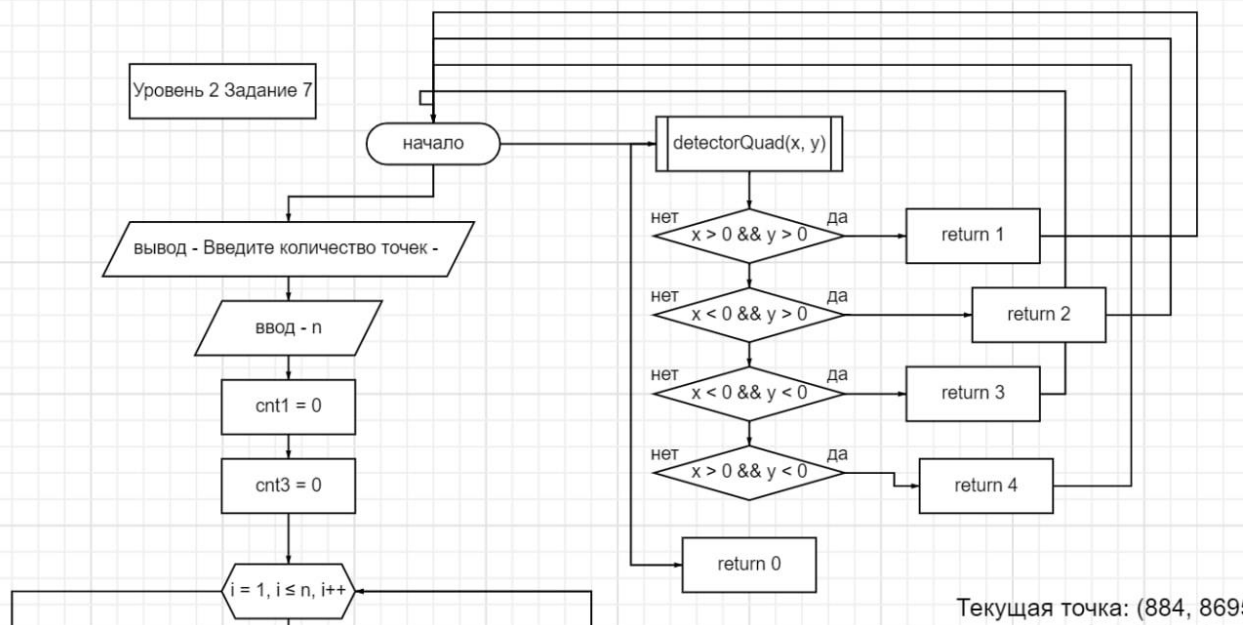 Уровень 2 Задание 7
начало
detectorQuad(x, y)
вывод - Введите количество точек -
ввод - n
cnt1 = 0
cnt3 = 0
i = 1, i ≤ n, i++
нет
да
x > 0 && y > 0
return 1
нет
да
x < 0 && y > 0
return 2
нет
да
x < 0 && y < 0
return 3
нет
да
x > 0 && y < 0
return 4
return 0
Текущая точка: (884, 869